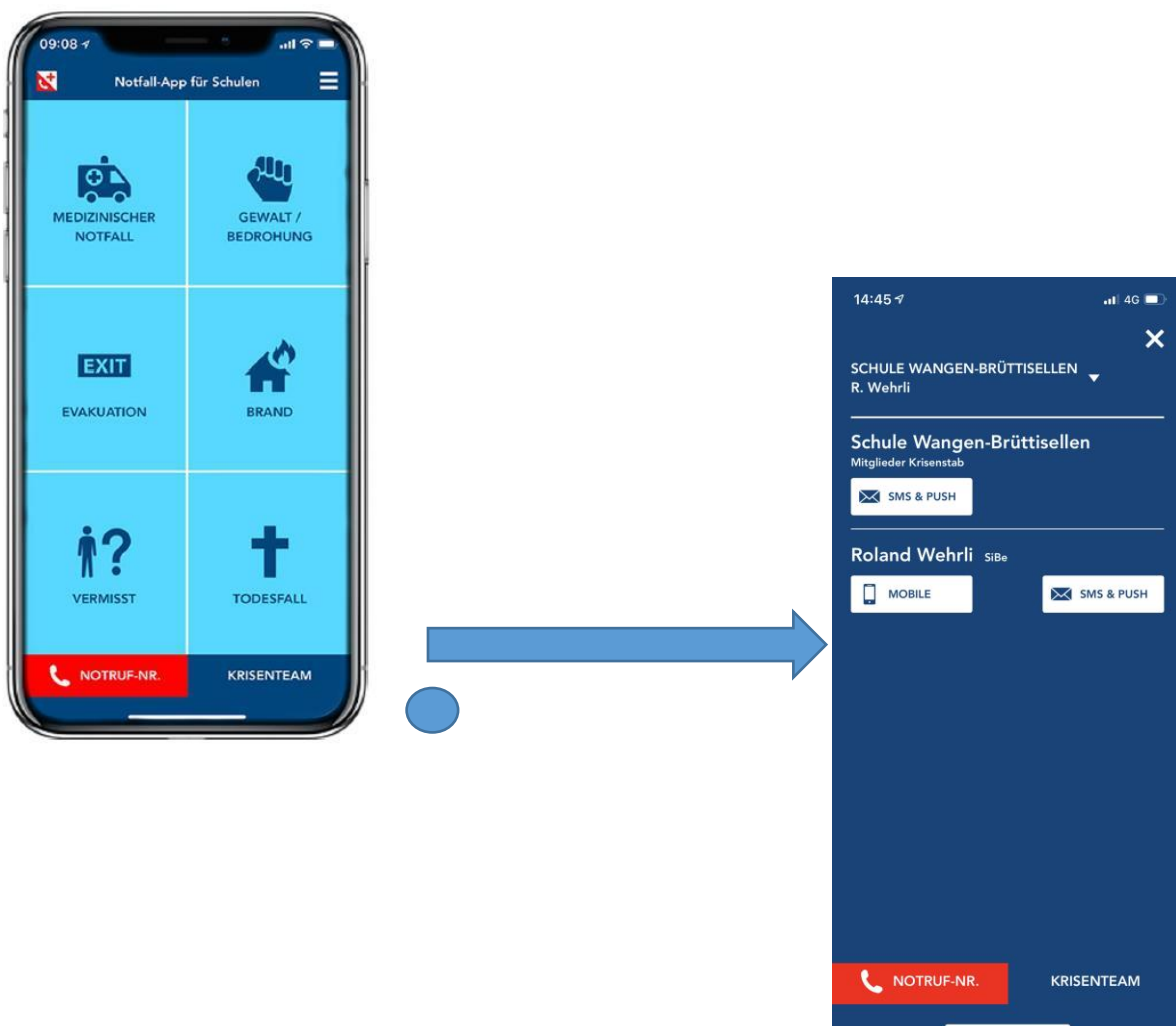 09:08
Notfall-App für Schulen
MEDIZINISCHER
NOTFALL
GEWALT /
BEDROHUNG
EXIT
EVAKUATION
BRAND
?
VERMISST
TODESFALL
NOTRUF-NR.
KRISENTEAM
14:45
4G
SCHULE WANGEN-BRÜTTISELLEN
R. Wehrli
Schule Wangen-Brüttisellen
Mitglieder Krisenstab
SMS & PUSH
Roland Wehrli SiBe
MOBILE
SMS & PUSH
NOTRUF-NR.
KRISENTEAM